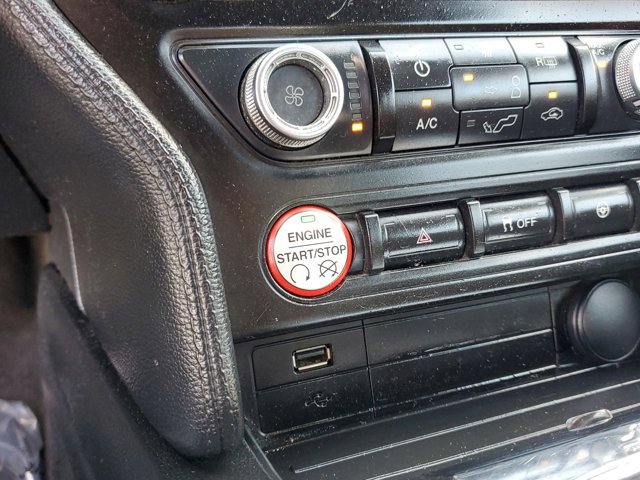 R
A/C
ENGINE
START/STOP
OFF